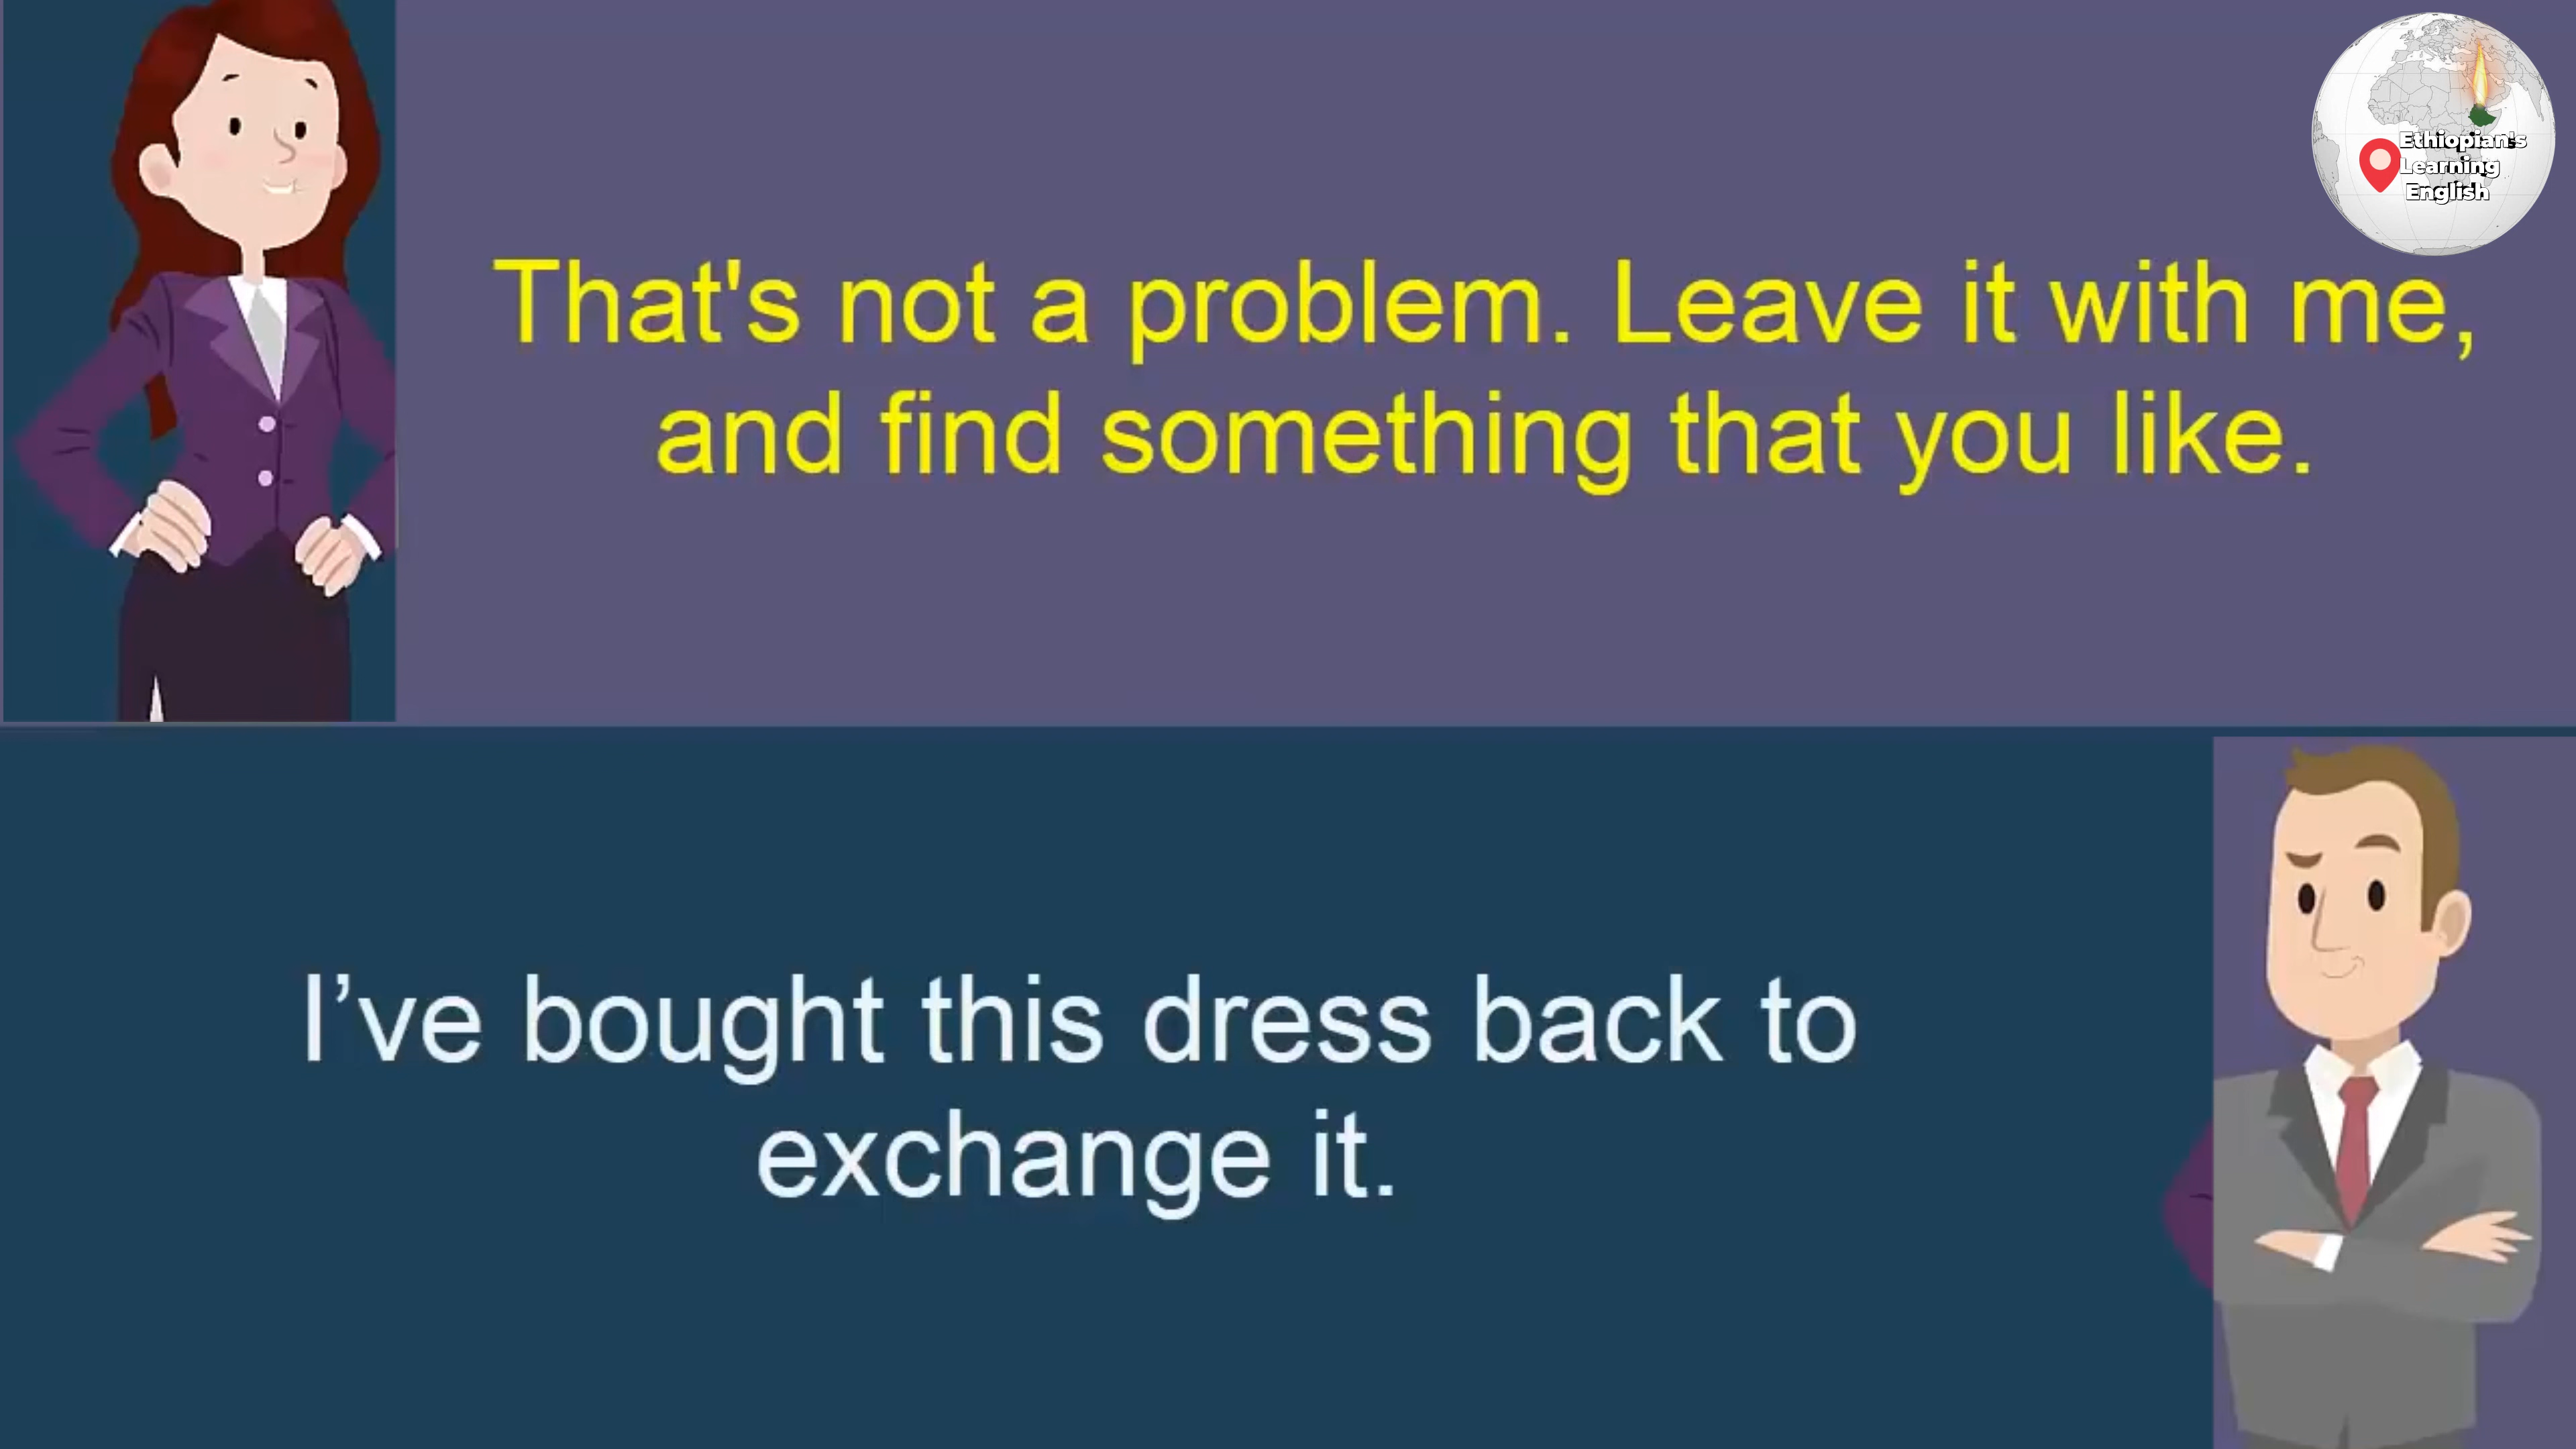 Ethiopian's
Learning
English
That's not a problem. Leave it with me,
and find something that you like.
I’ve bought this dress back to
exchange it.